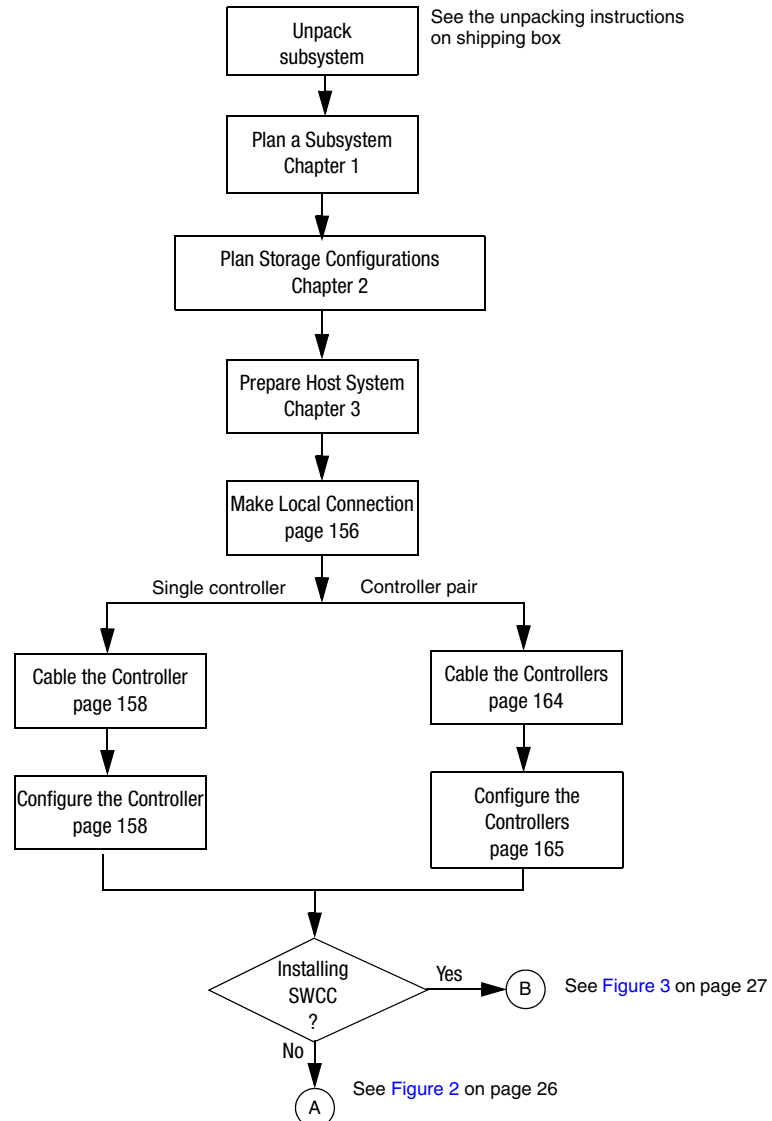 Unpack
subsystem
See the unpacking instructions
on shipping box
Plan a Subsystem
Chapter 1
Plan Storage Configurations
Chapter 2
Prepare Host System
Chapter 3
Make Local Connection
page 156
Single controller
Controller pair
Cable the Controller
page 158
Cable the Controllers
page 164
Configure the Controller
page 158
Configure the
Controllers
page 165
Installing
SWCC
?
Yes
B
See Figure 3 on page 27
No
A
See Figure 2 on page 26